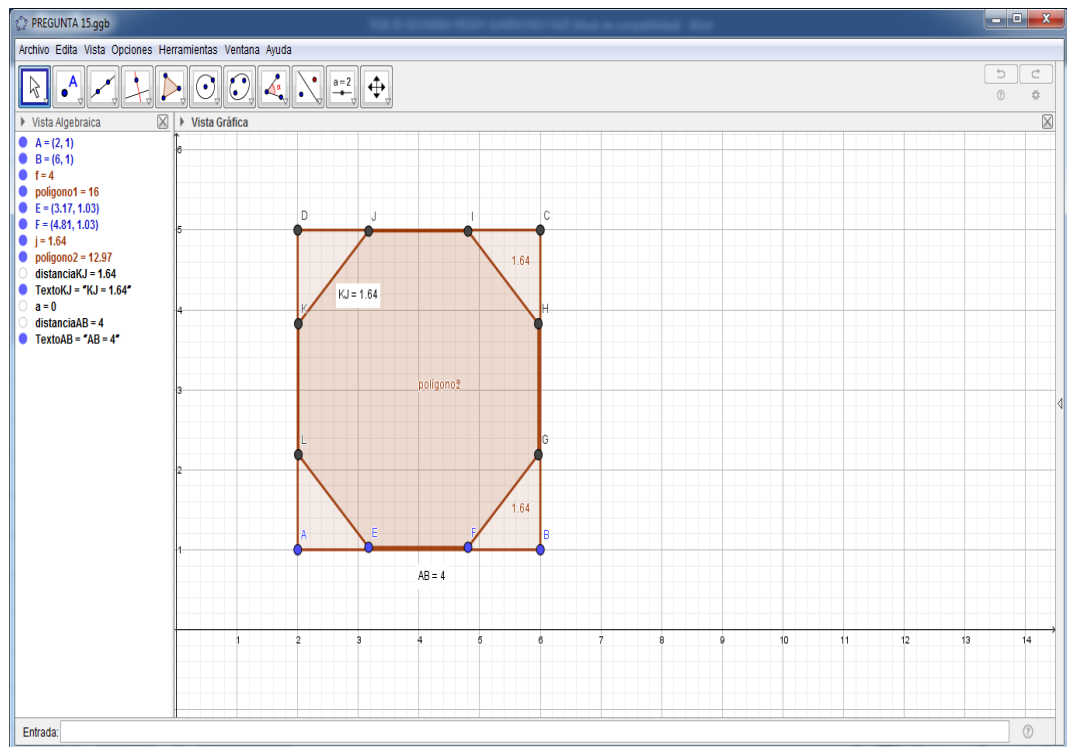 PREGUNTA 15.ggb
Archivo Edita Vista Opciones Herramientas Ventana Ayuda
A
α
a=2
Vista Algebraica
Vista Gráfica
A = (2, 1)
B = (6, 1)
f = 4
polígono1 = 16
E = (3.17, 1.03)
F = (4.81, 1.03)
j = 1.64
polígono2 = 12.97
distanciaKJ = 1.64
TextoKJ = "KJ = 1.64"
a = 0
distanciaAB = 4
TextoAB = "AB = 4"
6
D J I C
5
1.64
KJ = 1.64
K H
4
polígono2
3
L G
2
1.64
A E F B
1
AB = 4
1 2 3 4 5 6 7 8 9 10 11 12 13 14
Entrada: